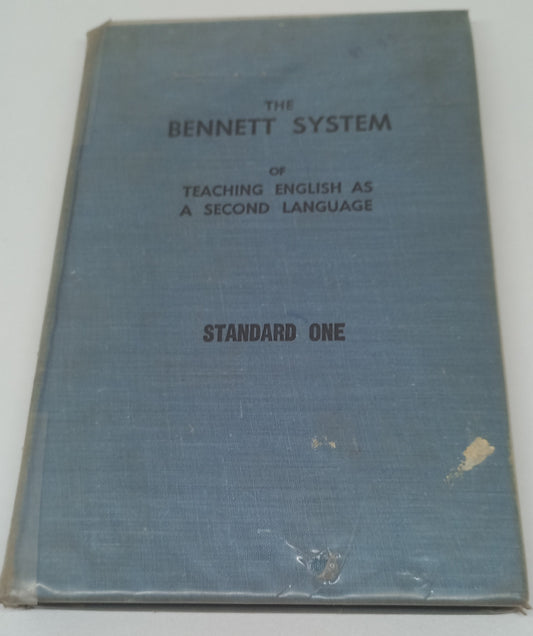 THE
BENNETT SYSTEM
OF
TEACHING ENGLISH AS
A SECOND LANGUAGE
STANDARD ONE